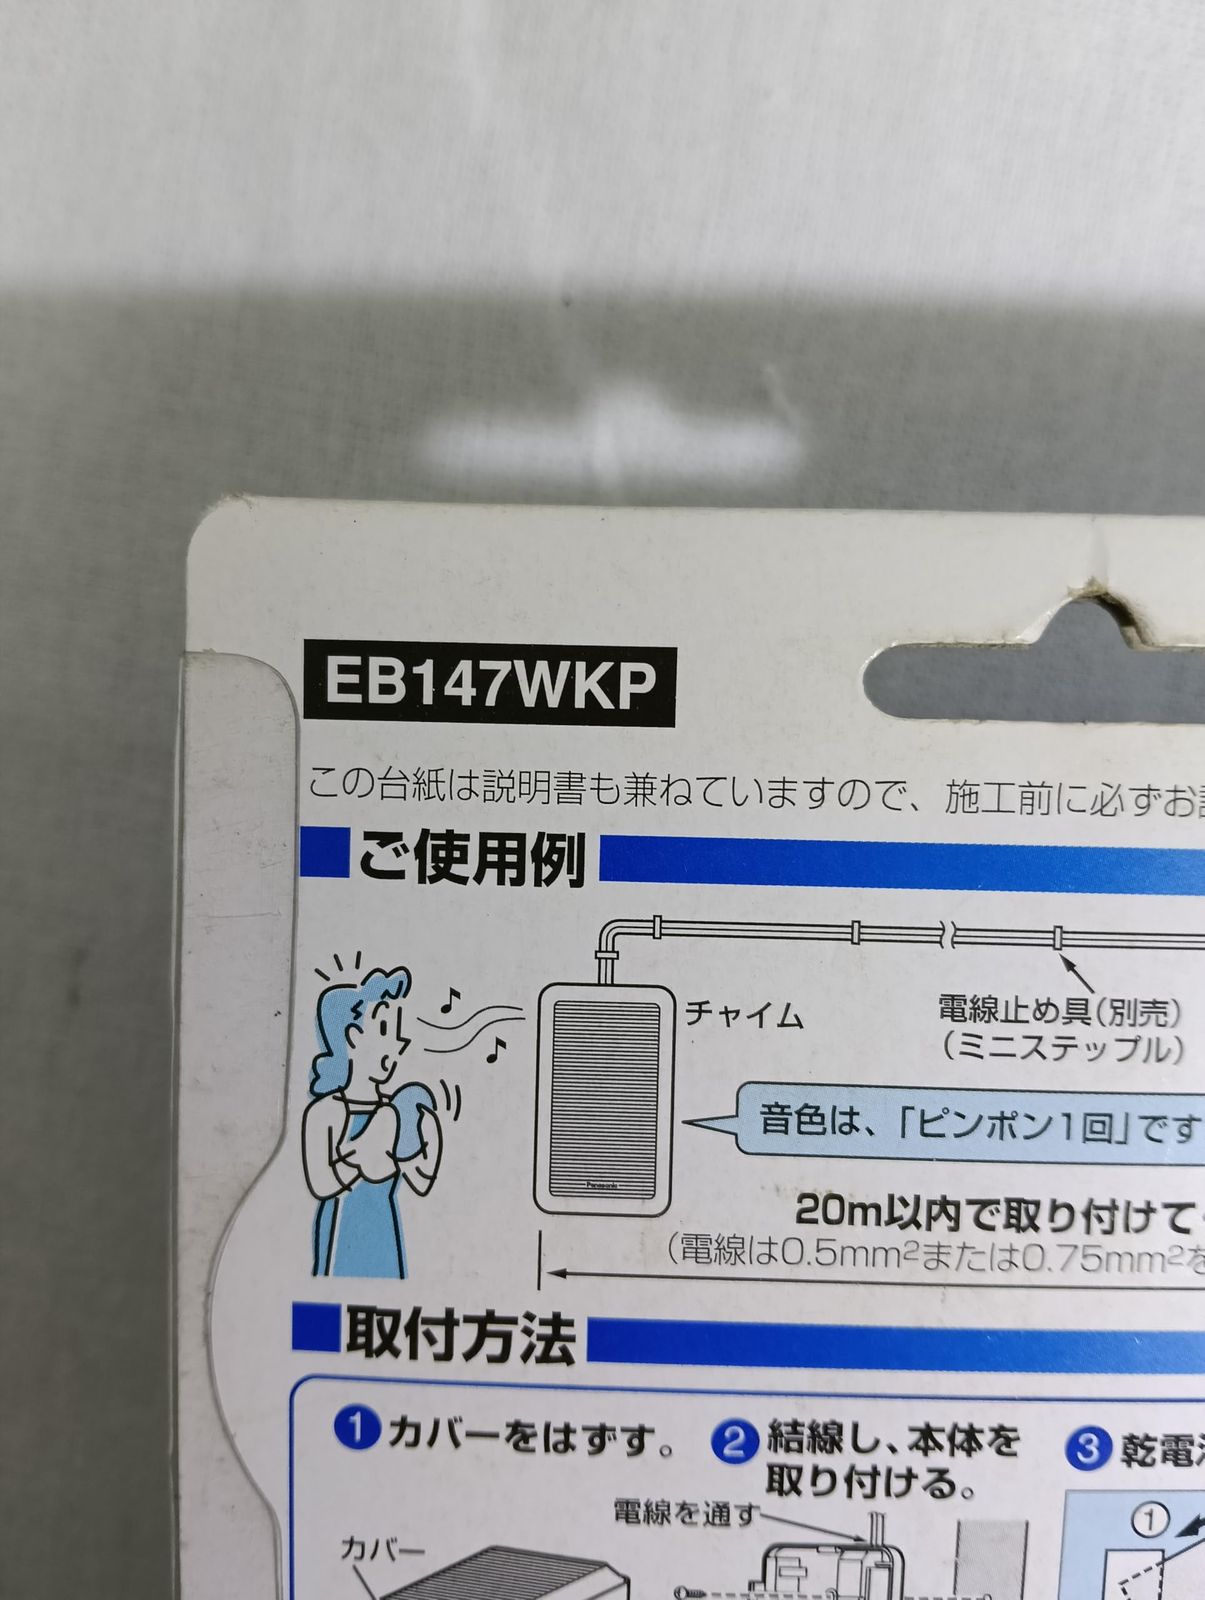 EB147WKP
この台紙は説明書も兼ねていますので、施工前に必ずお
ご使用例
チャイム
電線止め具(別売)
(ミニステップル)
音色は、「ピンポン1回」です
Panasonic
20m以内で取り付けて
(電線は0.5mm²または0.75mm²を
取付方法
1 カバーをはずす。
2 結線し、本体を
取り付ける。
3 乾電
電線を通す
カバー
1